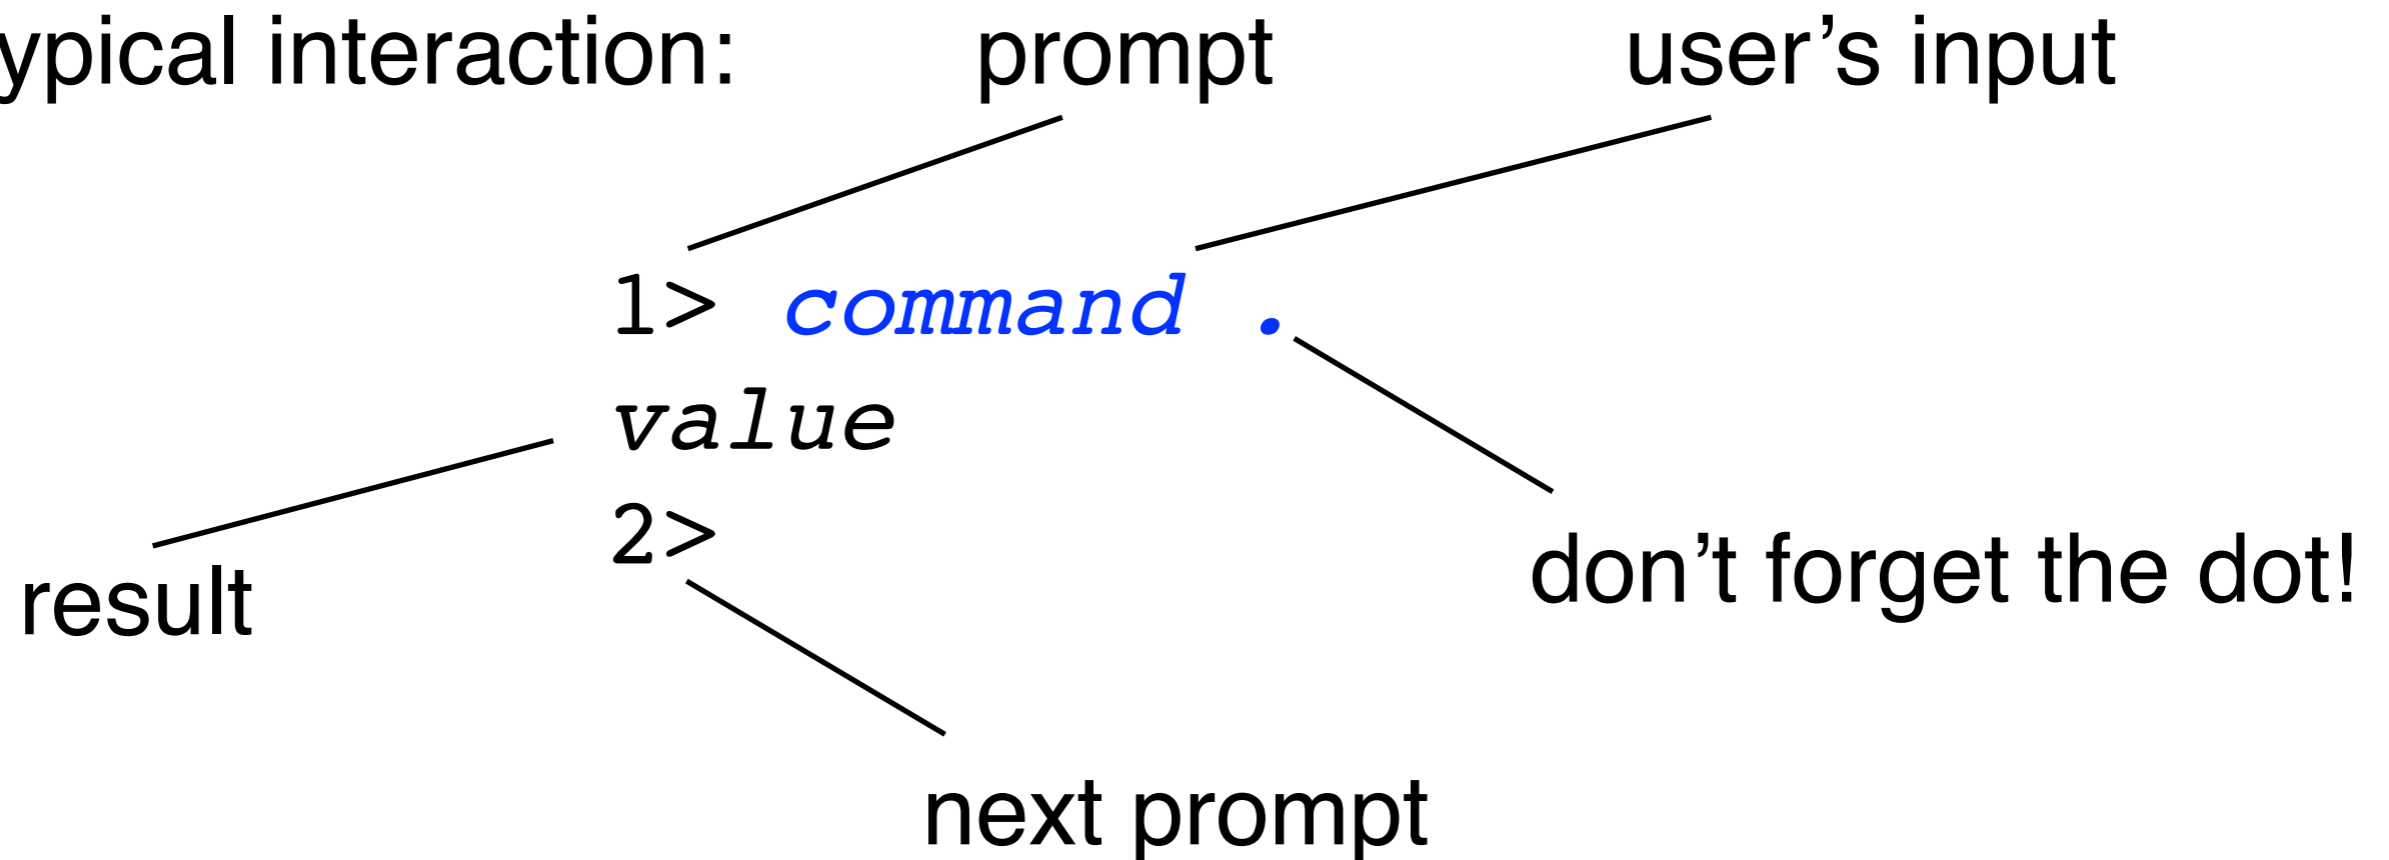 ypical interaction:
prompt
user’s input
1> command .
value
2>
result
don’t forget the dot!
next prompt